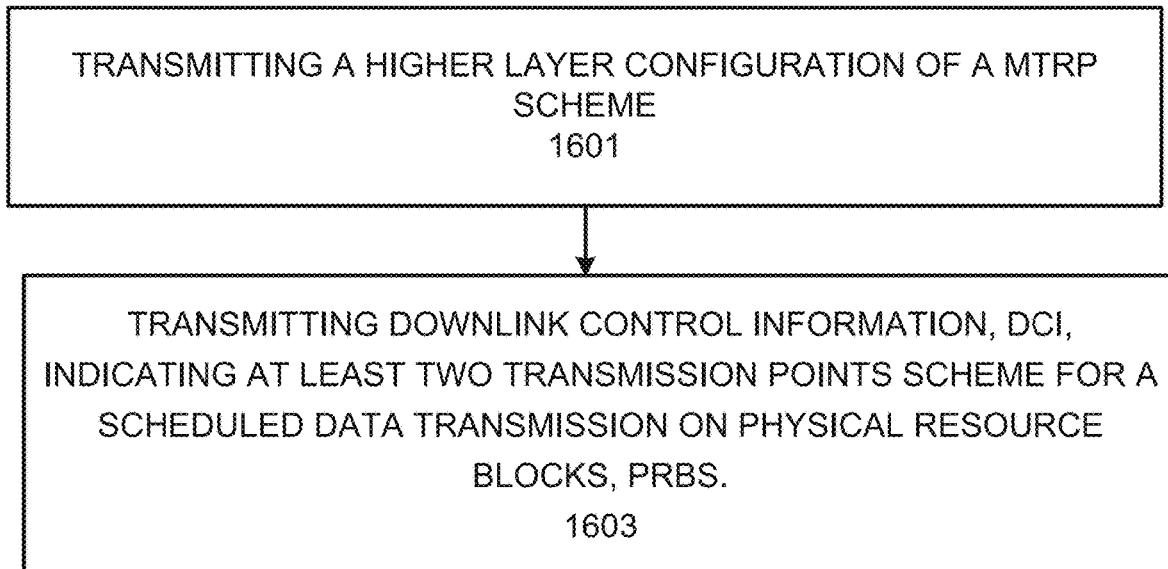 TRANSMITTING A HIGHER LAYER CONFIGURATION OF A MTRP
SCHEME
1601
TRANSMITTING DOWNLINK CONTROL INFORMATION, DCI,
INDICATING AT LEAST TWO TRANSMISSION POINTS SCHEME FOR A
SCHEDULED DATA TRANSMISSION ON PHYSICAL RESOURCE
BLOCKS, PRBS.
1603